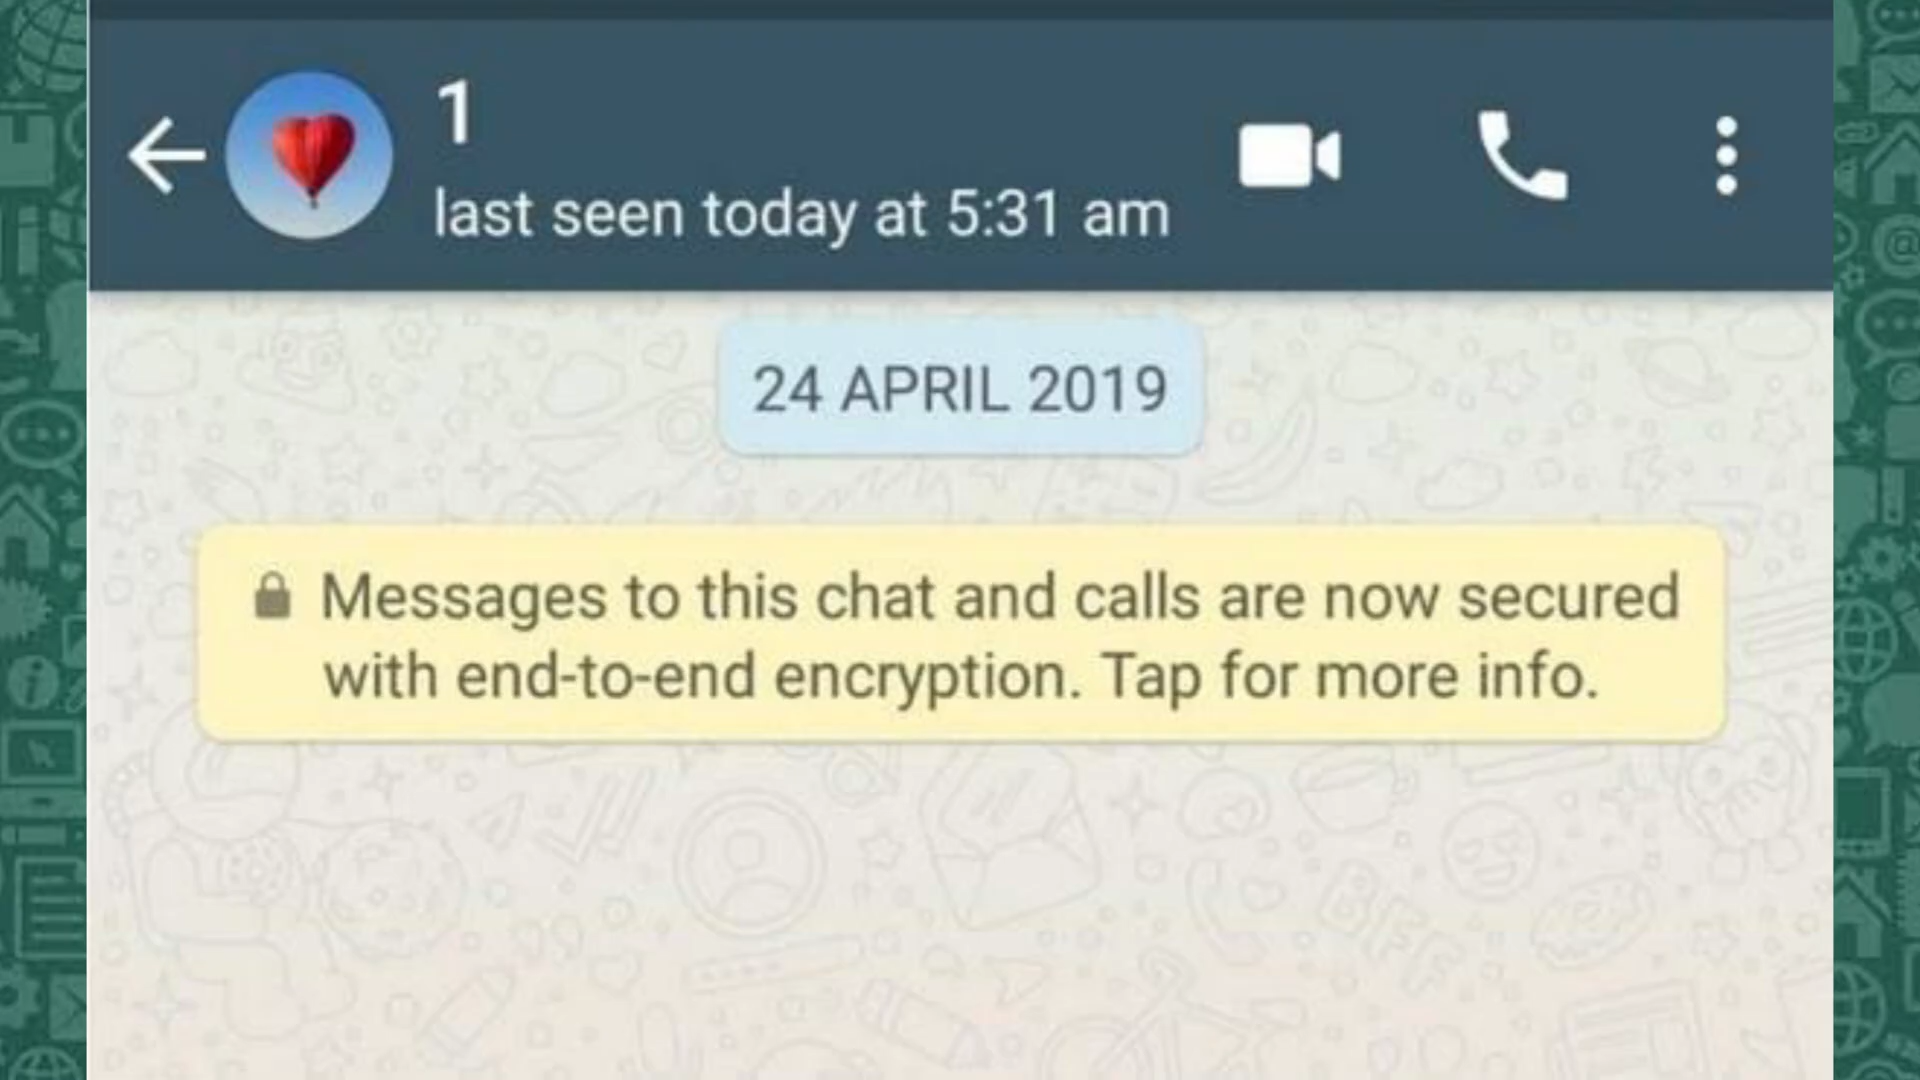 1
last seen today at 5:31 am
24 APRIL 2019
Messages to this chat and calls are now secured
with end-to-end encryption. Tap for more info.
BFF